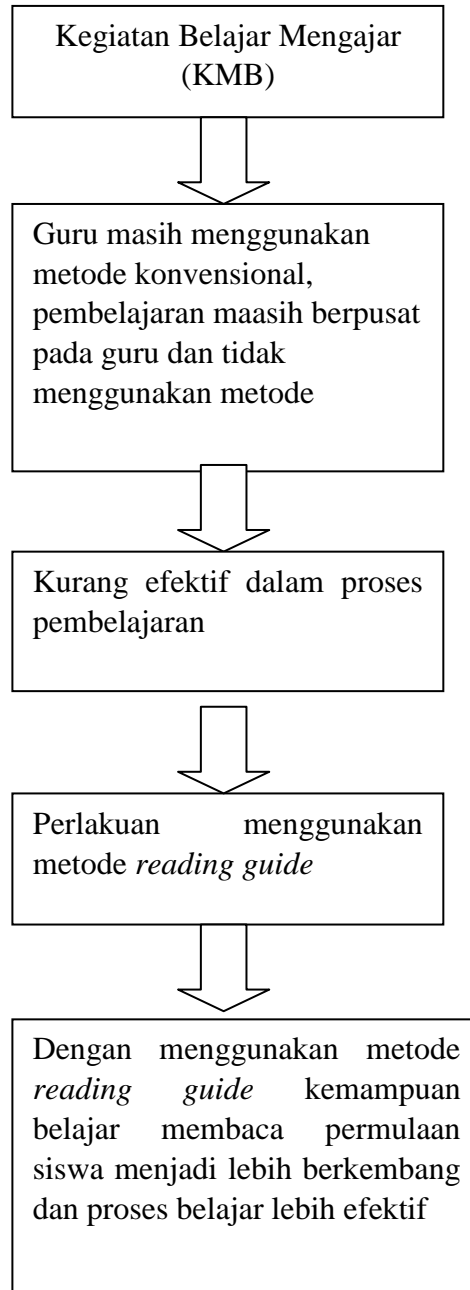 Kegiatan Belajar Mengajar
(KMB)
Guru masih menggunakan
metode konvensional,
pembelajaran maasih berpusat
pada guru dan tidak
menggunakan metode
Kurang efektif dalam proses
pembelajaran
Perlakuan menggunakan
metode reading guide
Dengan menggunakan metode
reading guide kemampuan
belajar membaca permulaan
siswa menjadi lebih berkembang
dan proses belajar lebih efektif